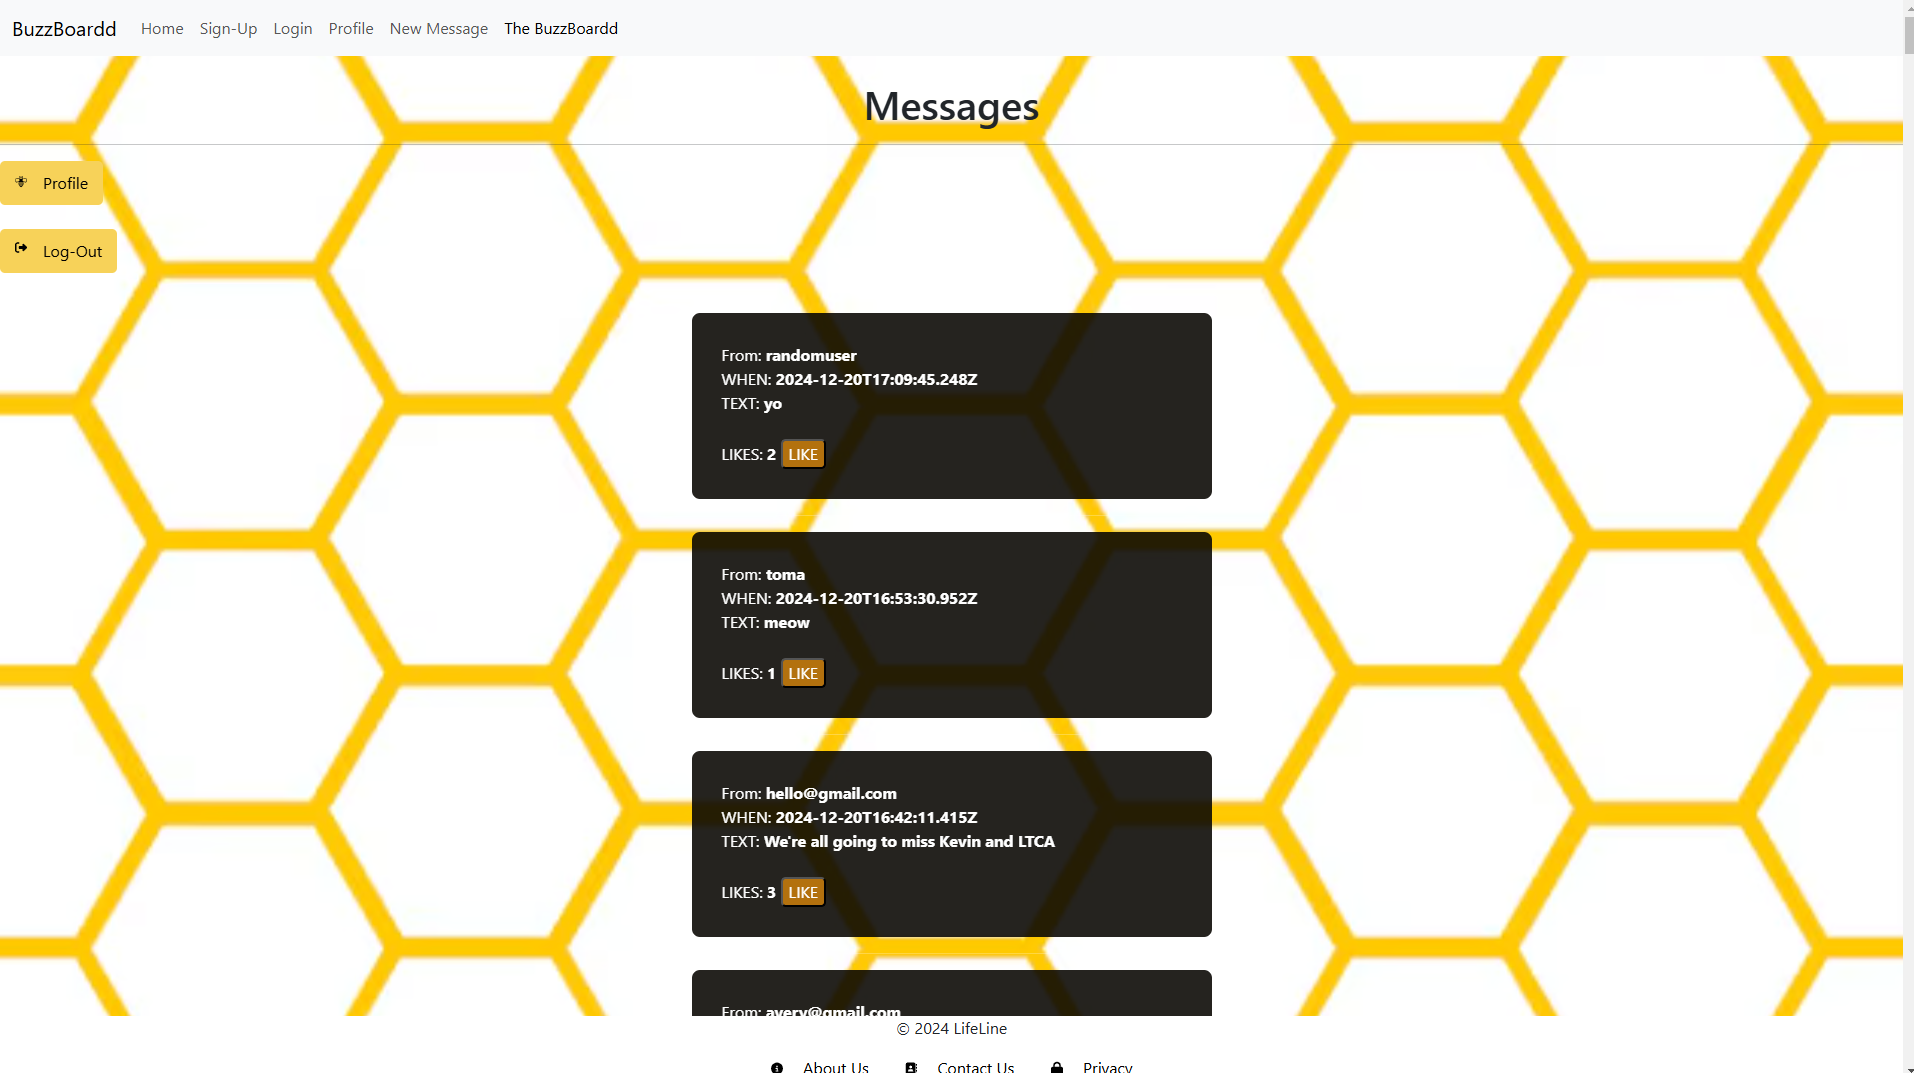 BuzzBoardd Home Sign-Up Login Profile New Message The BuzzBoardd
Messages
Profile
Log-Out
From: randomuser
WHEN: 2024-12-20T17:09:45.248Z
TEXT: yo
LIKES: 2 LIKE
From: toma
WHEN: 2024-12-20T16:53:30.952Z
TEXT: meow
LIKES: 1 LIKE
From: hello@gmail.com
WHEN: 2024-12-20T16:42:11.415Z
TEXT: We're all going to miss Kevin and LTCA
LIKES: 3 LIKE
From: avery@gmail.com
© 2024 LifeLine
About Us Contact Us Privacy